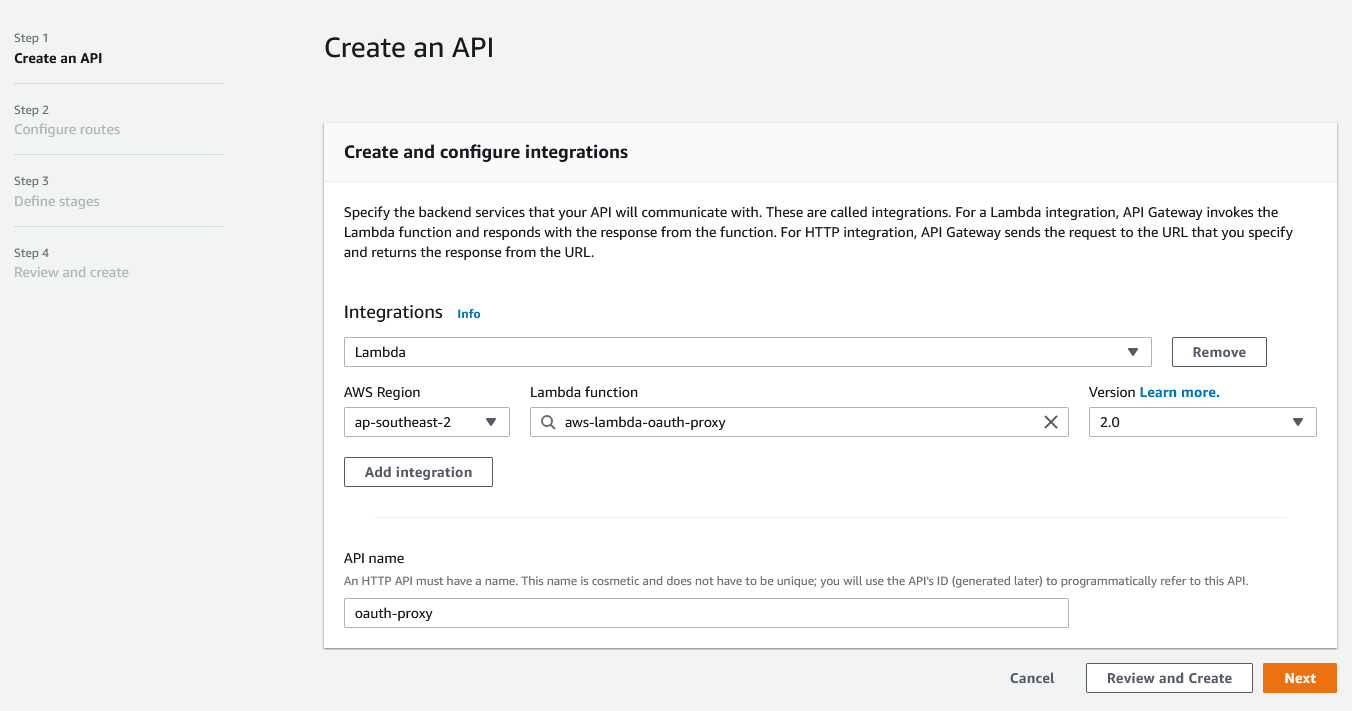 Step 1
Create an API
Step 2
Configure routes
Step 3
Define stages
Step 4
Review and create
Create an API
Create and configure integrations
Specify the backend services that your API will communicate with. These are called integrations. For a Lambda integration, API Gateway invokes the
Lambda function and responds with the response from the function. For HTTP integration, API Gateway sends the request to the URL that you specify
and returns the response from the URL.
Integrations Info
Lambda Remove
AWS Region Lambda function Version Learn more.
ap-southeast-2 aws-lambda-oauth-proxy 2.0
Add integration
API name
An HTTP API must have a name. This name is cosmetic and does not have to be unique; you will use the API's ID (generated later) to programmatically refer to this API.
oauth-proxy
Cancel Review and Create Next